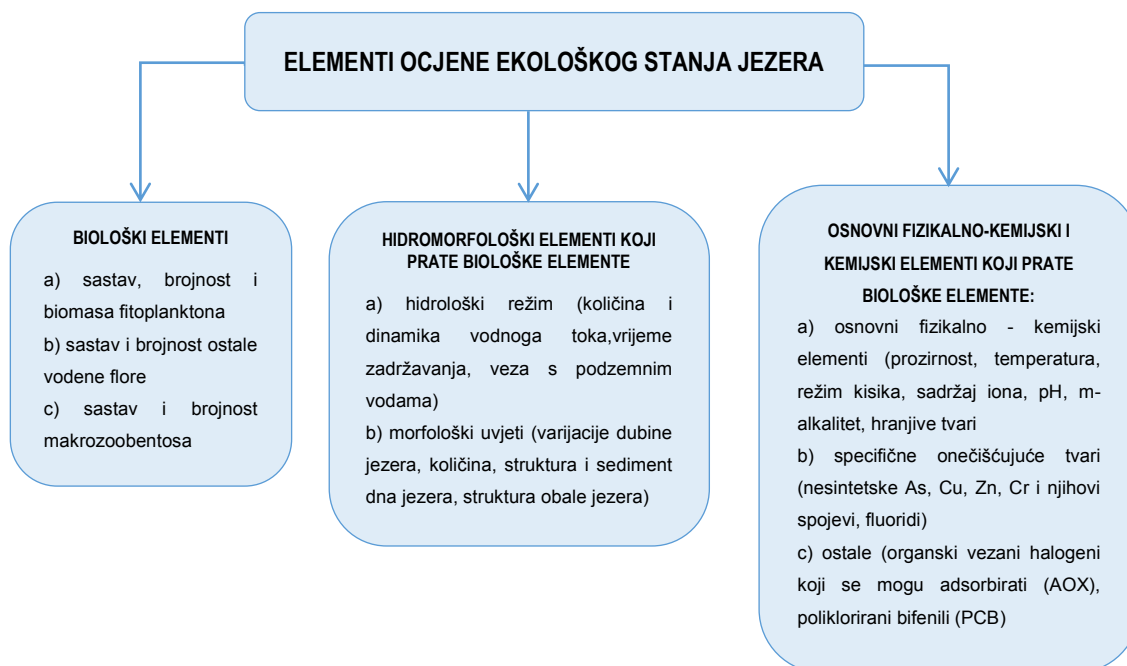 ELEMENTI OCJENE EKOLOŠKOG STANJA JEZERA
BIOLOŠKI ELEMENTI
a) sastav, brojnost i
biomasa fitoplanktona
b) sastav i brojnost ostale
vodene flore
c) sastav i brojnost
makrozoobentosa
HIDROMORFOLOŠKI ELEMENTI KOJI
PRATE BIOLOŠKE ELEMENTE
a) hidrološki režim (količina i
dinamika vodnoga toka,vrijeme
zadržavanja, veza s podzemnim
vodama)
b) morfološki uvjeti (varijacije dubine
jezera, količina, struktura i sediment
dna jezera, struktura obale jezera)
OSNOVNI FIZIKALNO-KEMIJSKI I
KEMIJSKI ELEMENTI KOJI PRATE
BIOLOŠKE ELEMENTE:
a) osnovni fizikalno - kemijski
elementi (prozirnost, temperatura,
režim kisika, sadržaj iona, pH, m-
alkalitet, hranjive tvari
b) specifične onečišćujuće tvari
(nesintetske As, Cu, Zn, Cr i njihovi
spojevi, fluoridi)
c) ostale (organski vezani halogeni
koji se mogu adsorbirati (AOX),
poliklorirani bifenili (PCB)